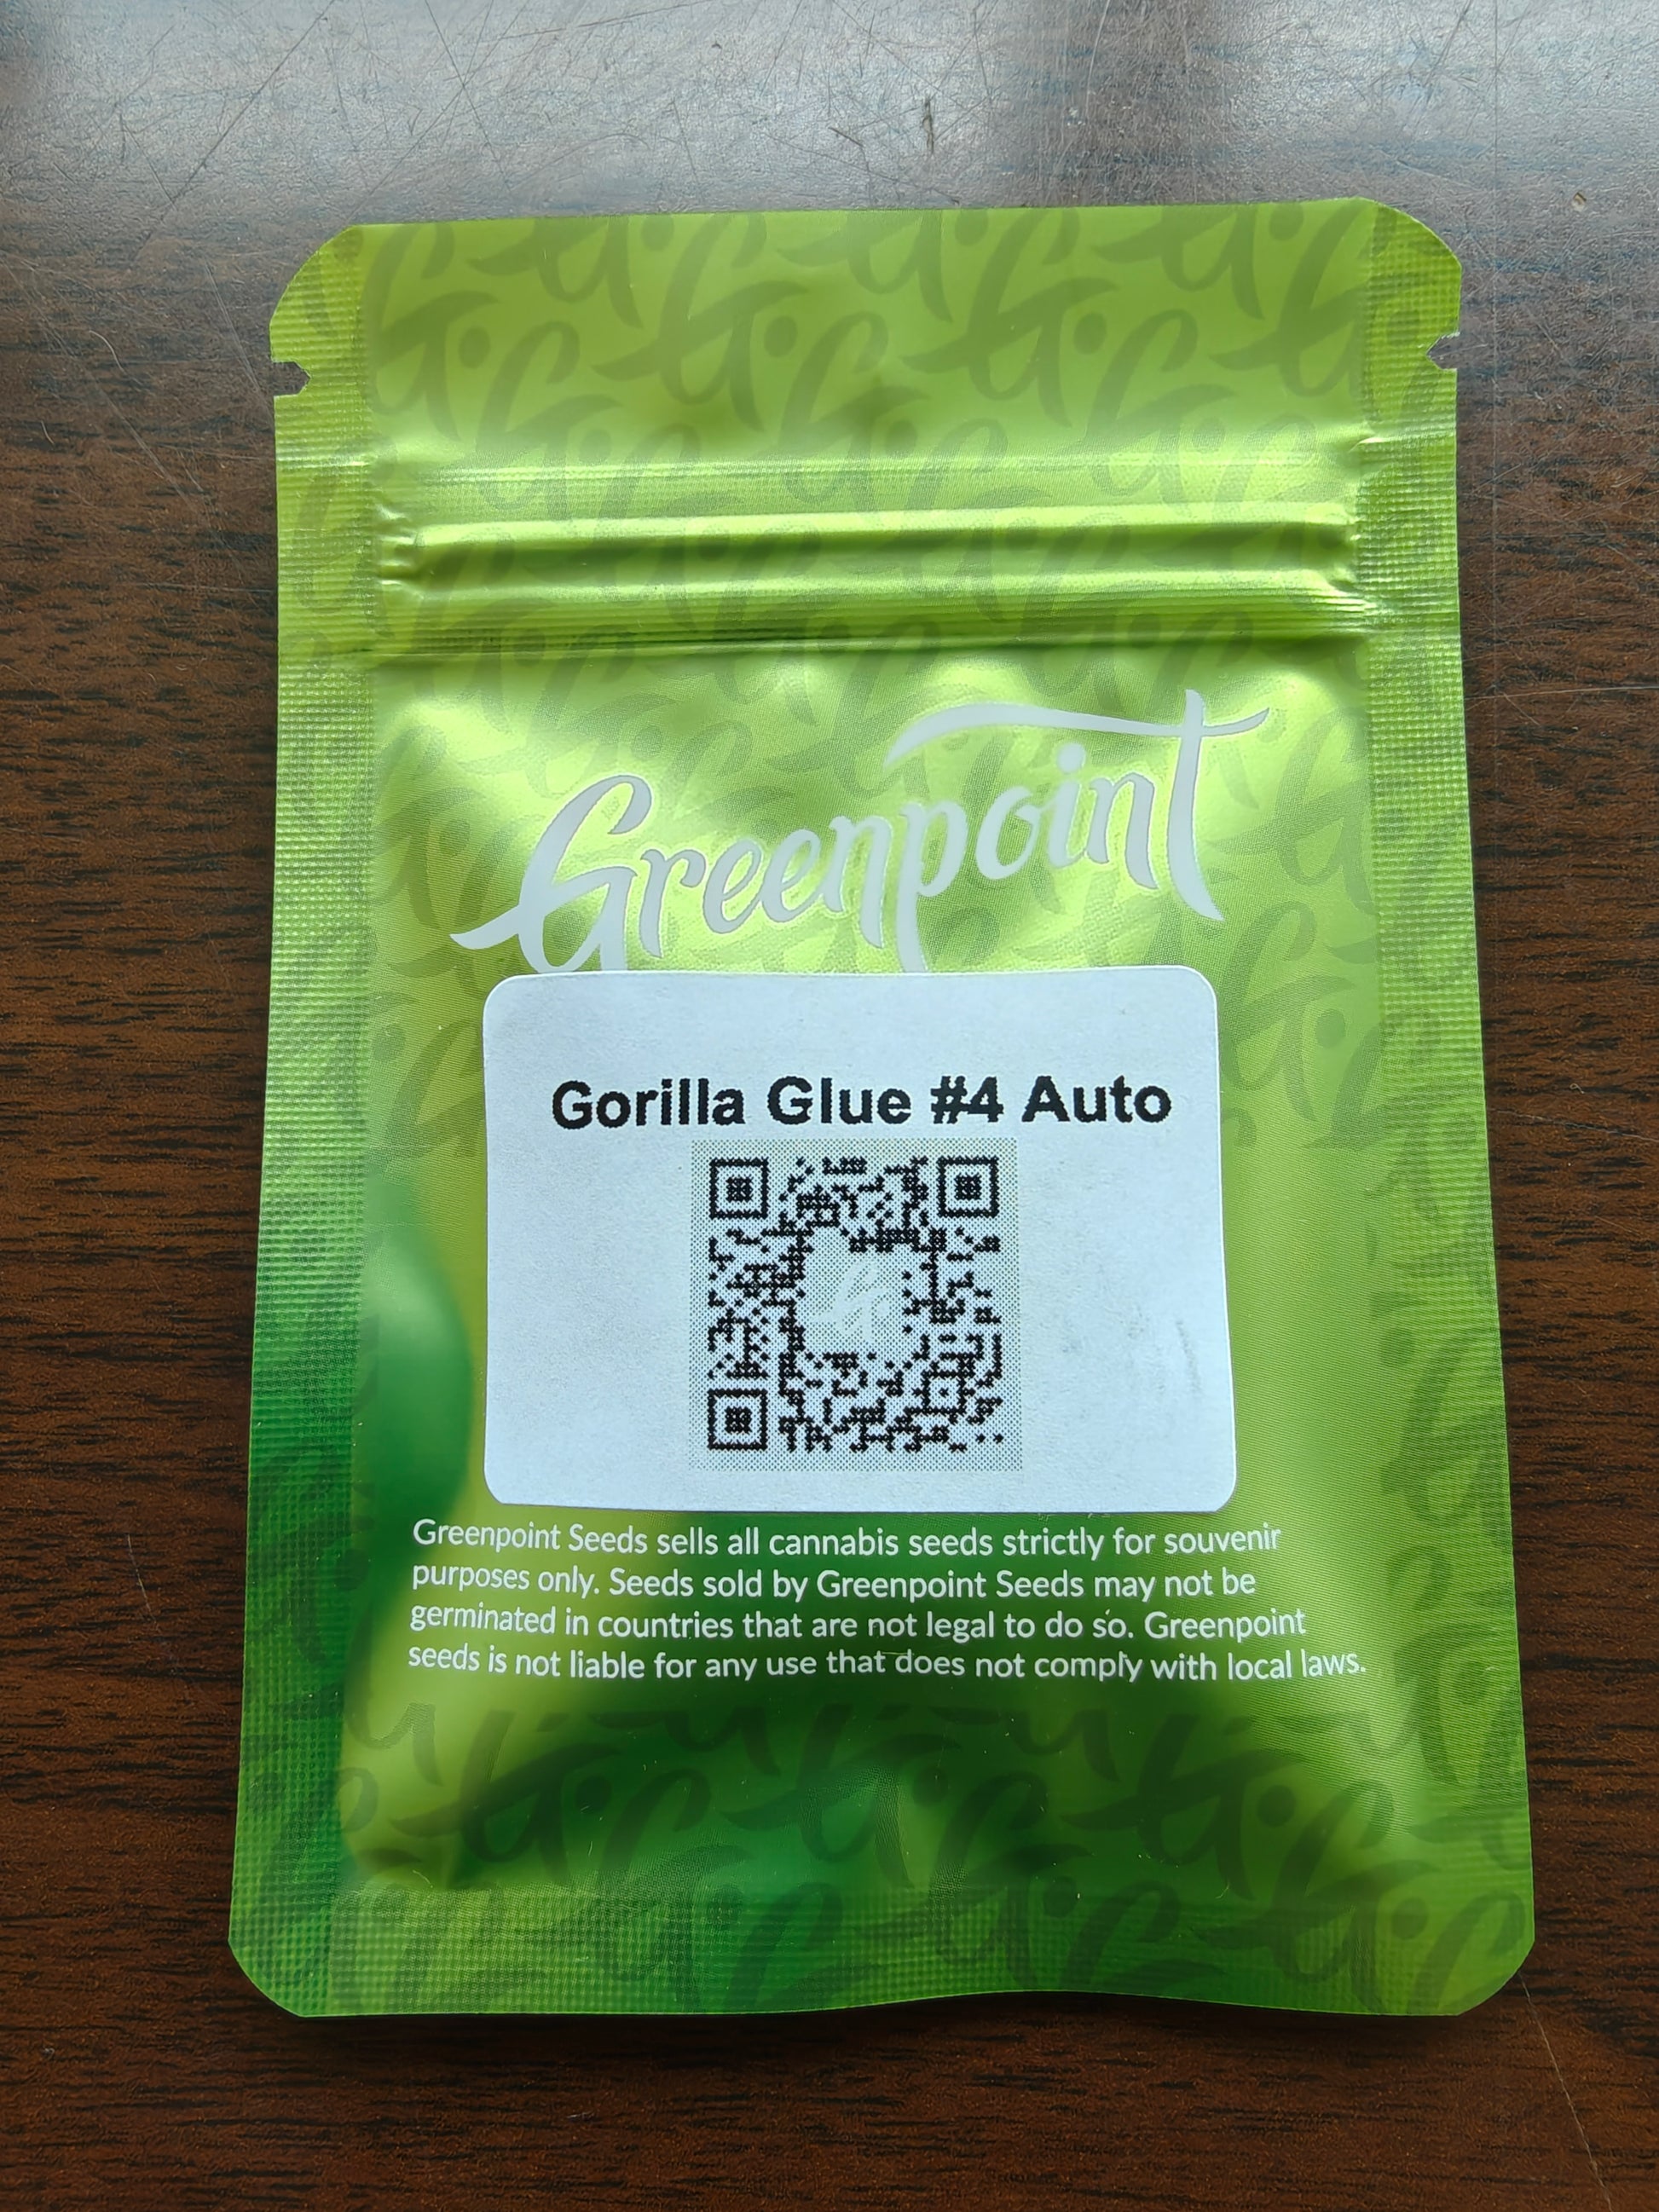 Greenpoint
Gorilla Glue #4 Auto
Greenpoint Seeds sells all cannabis seeds strictly for souvenir
purposes only. Seeds sold by Greenpoint Seeds may not be
germinated in countries that are not legal to do so. Greenpoint
seeds is not liable for any use that does not comply with local laws.